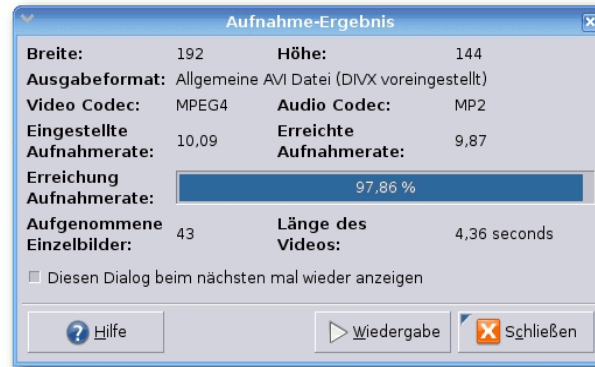 Aufnahme-Ergebnis
Breite: 192 Höhe: 144
Ausgabeformat: Allgemeine AVI Datei (DIVX voreingestellt)
Video Codec: MPEG4 Audio Codec: MP2
Eingestellte Aufnahmerate: 10,09 Erreichte Aufnahmerate: 9,87
Erreichung Aufnahmerate: 97,86 %
Aufgenommene Einzelbilder: 43 Länge des Videos: 4,36 seconds
Diesen Dialog beim nächsten mal wieder anzeigen
Hilfe Wiedergabe Schließen